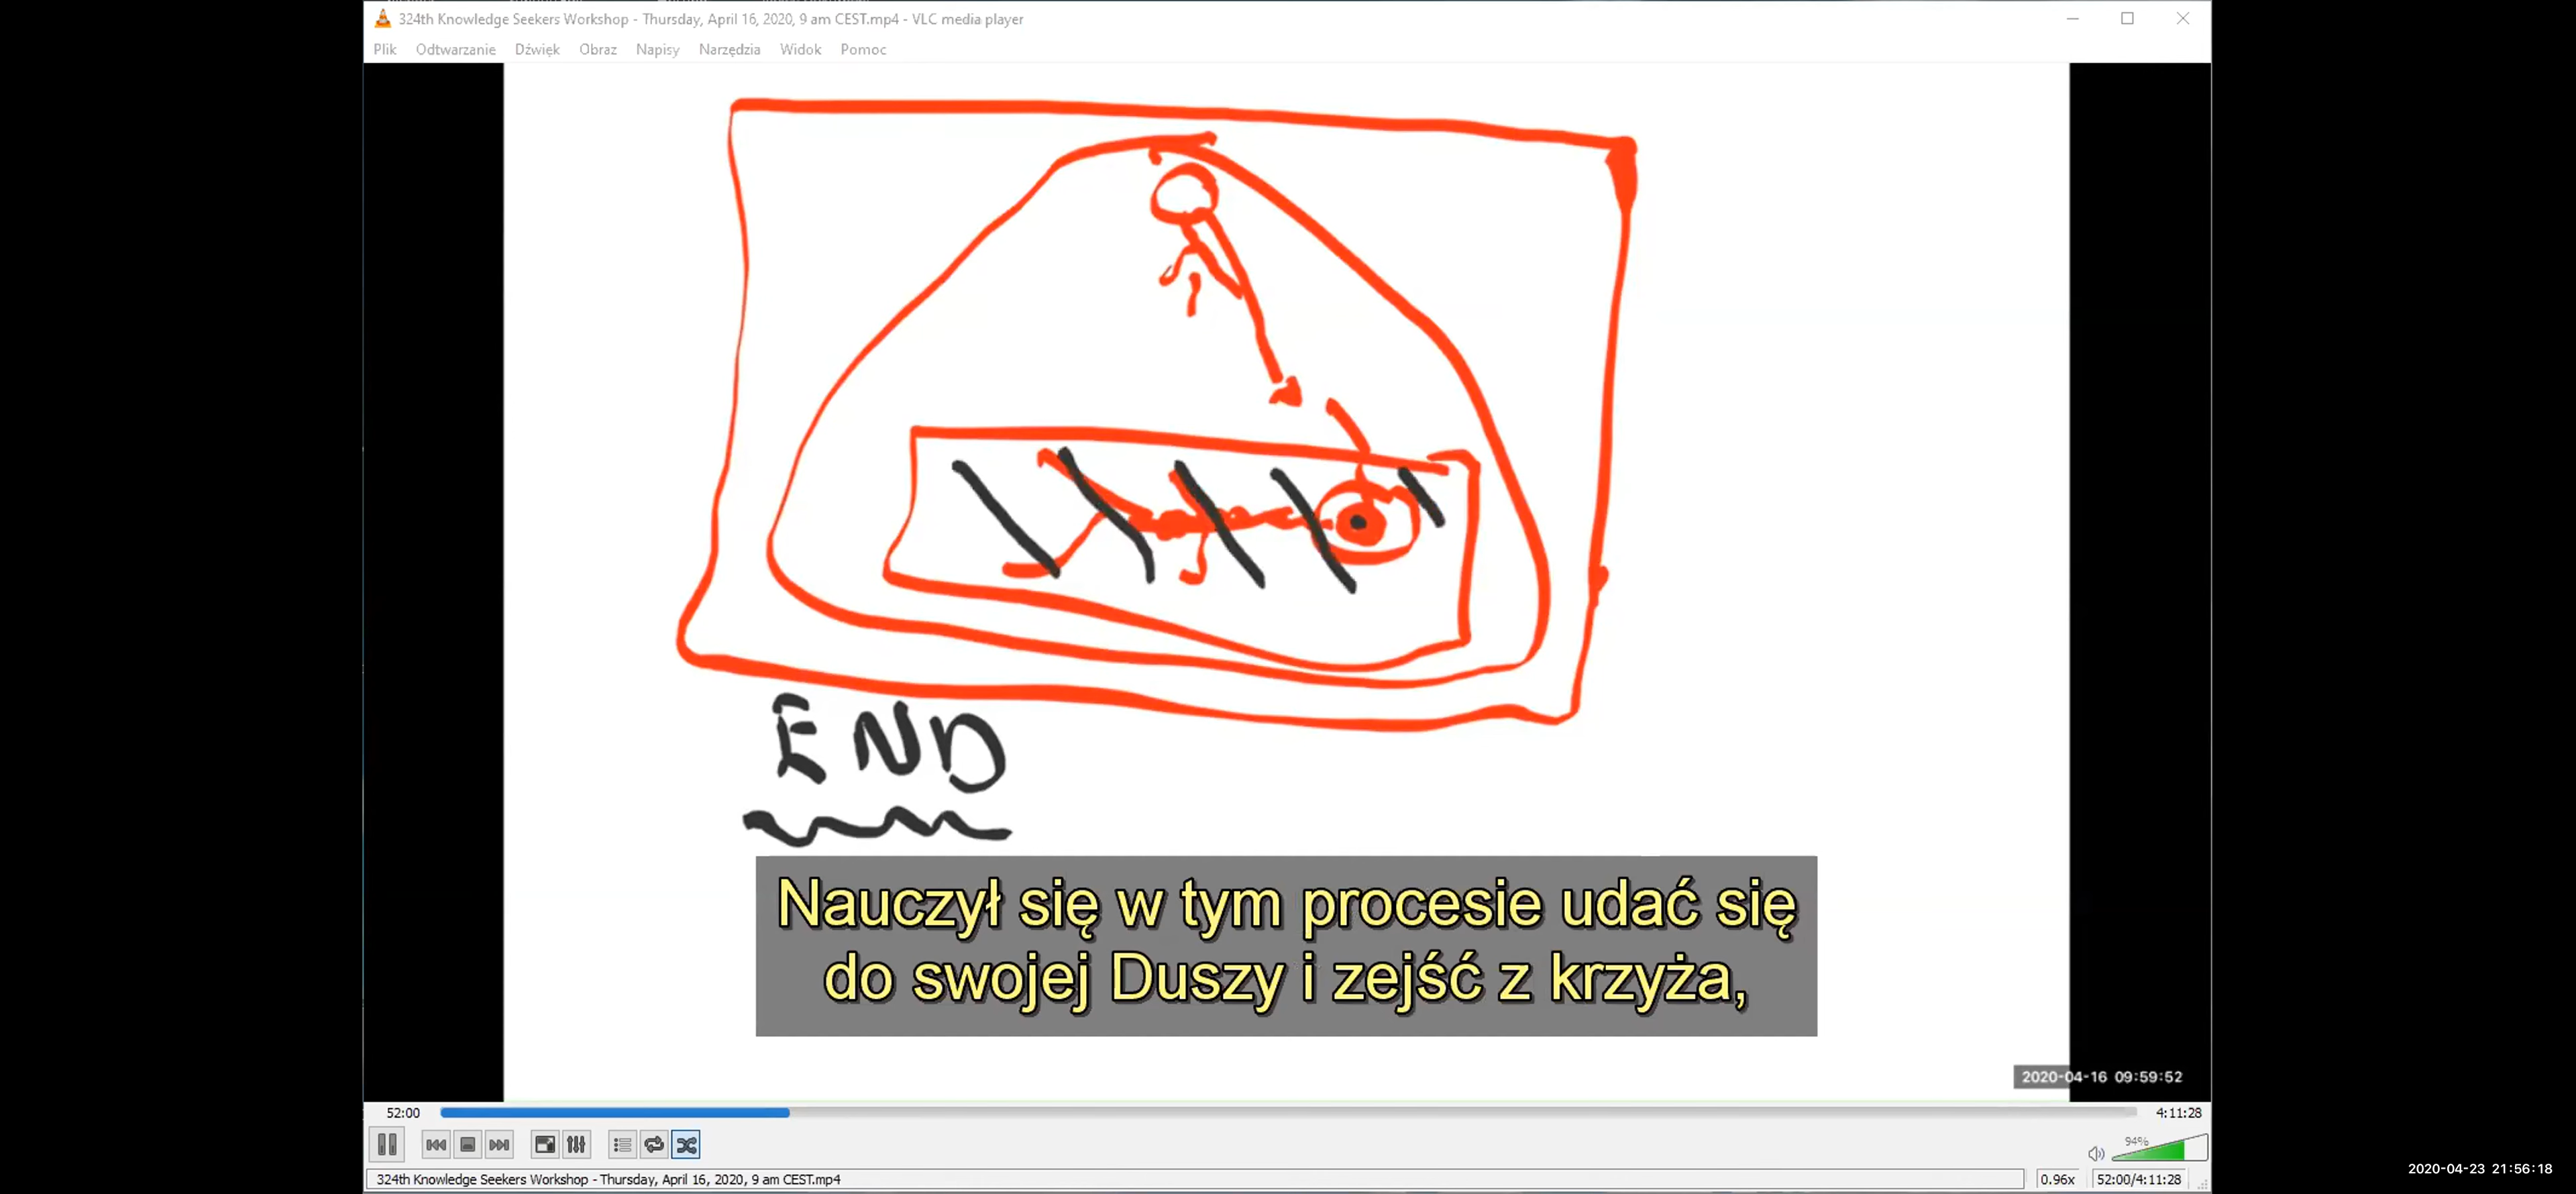 324th Knowledge Seekers Workshop - Thursday, April 16, 2020, 9 am CEST.mp4 - VLC media player
Plik Odtwarzanie Dźwięk Obraz Napisy Narzędzia Widok Pomoc
END
Nauczył się w tym procesie udać się
do swojej Duszy i zejść z krzyża,
2020-04-16 09:59:52
52:00 4:11:28
94%
324th Knowledge Seekers Workshop - Thursday, April 16, 2020, 9 am CEST.mp4 0.96x 52:00/4:11:28
2020-04-23 21:56:18